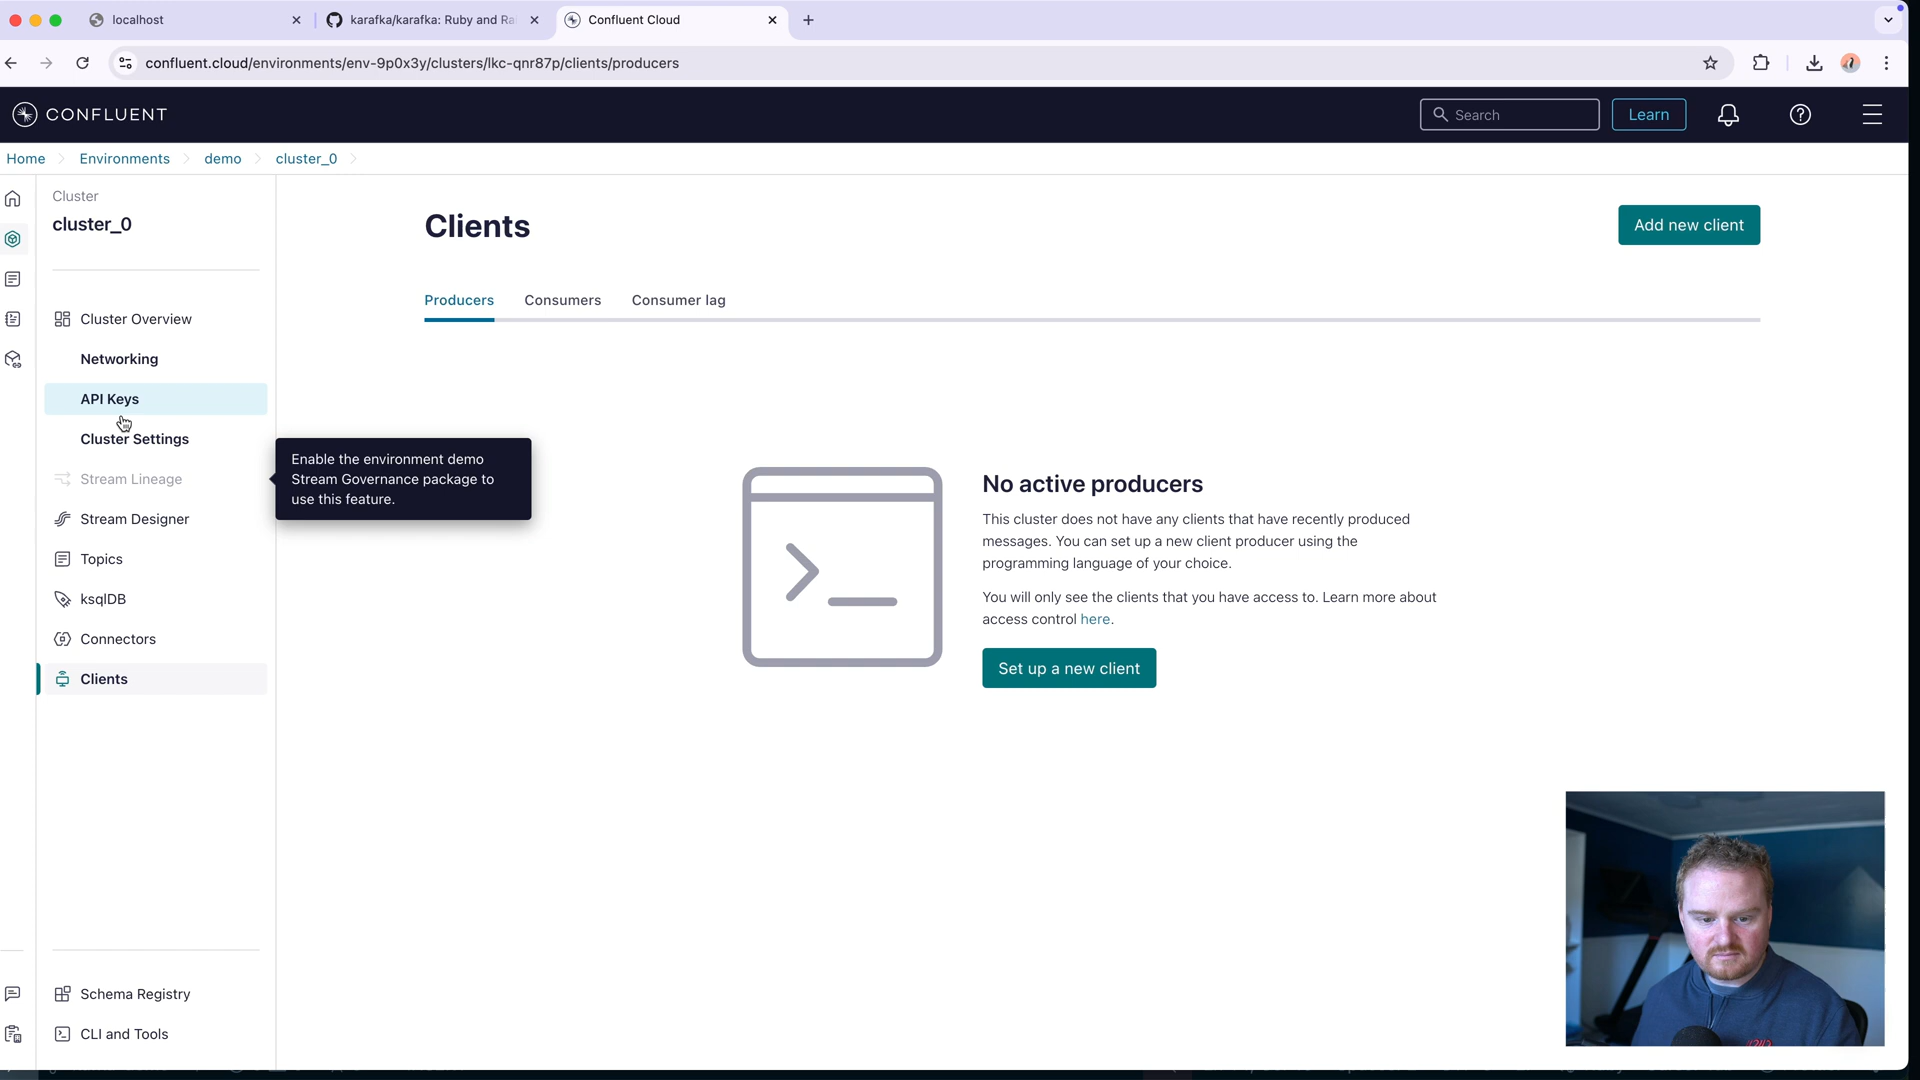 localhost
karafka/karafka: Ruby and Ra
Confluent Cloud
confluent.cloud/environments/env-9p0x3y/clusters/lkc-qnr87p/clients/producers
CONFLUENT
Search
Learn
Home
Environments
demo
cluster_0
Cluster
cluster_0
Cluster Overview
Networking
API Keys
Cluster Settings
Stream Lineage
Stream Designer
Topics
ksqlDB
Connectors
Clients
Schema Registry
CLI and Tools
Enable the environment demo
Stream Governance package to
use this feature.
Clients
Add new client
Producers
Consumers
Consumer lag
No active producers
This cluster does not have any clients that have recently produced
messages. You can set up a new client producer using the
programming language of your choice.
You will only see the clients that you have access to. Learn more about
access control here.
Set up a new client